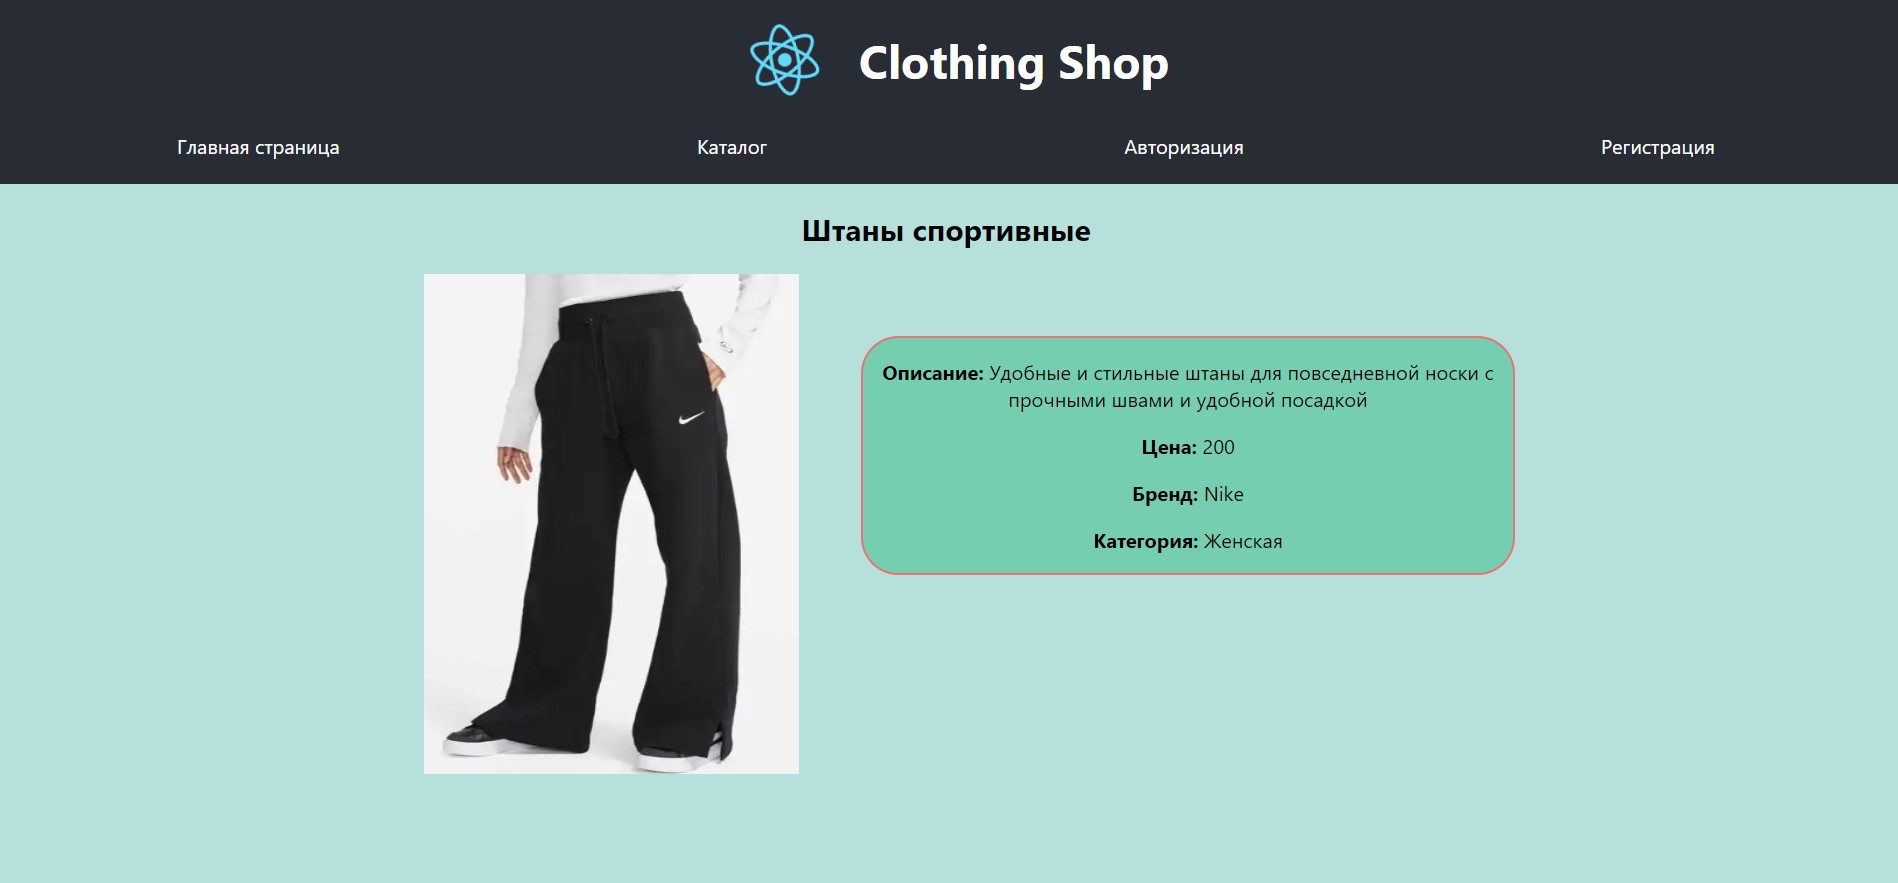 Clothing Shop
Главная страница
Каталог
Авторизация
Регистрация
Штаны спортивные
Описание: Удобные и стильные штаны для повседневной носки с
прочными швами и удобной посадкой
Цена: 200
Бренд: Nike
Категория: Женская